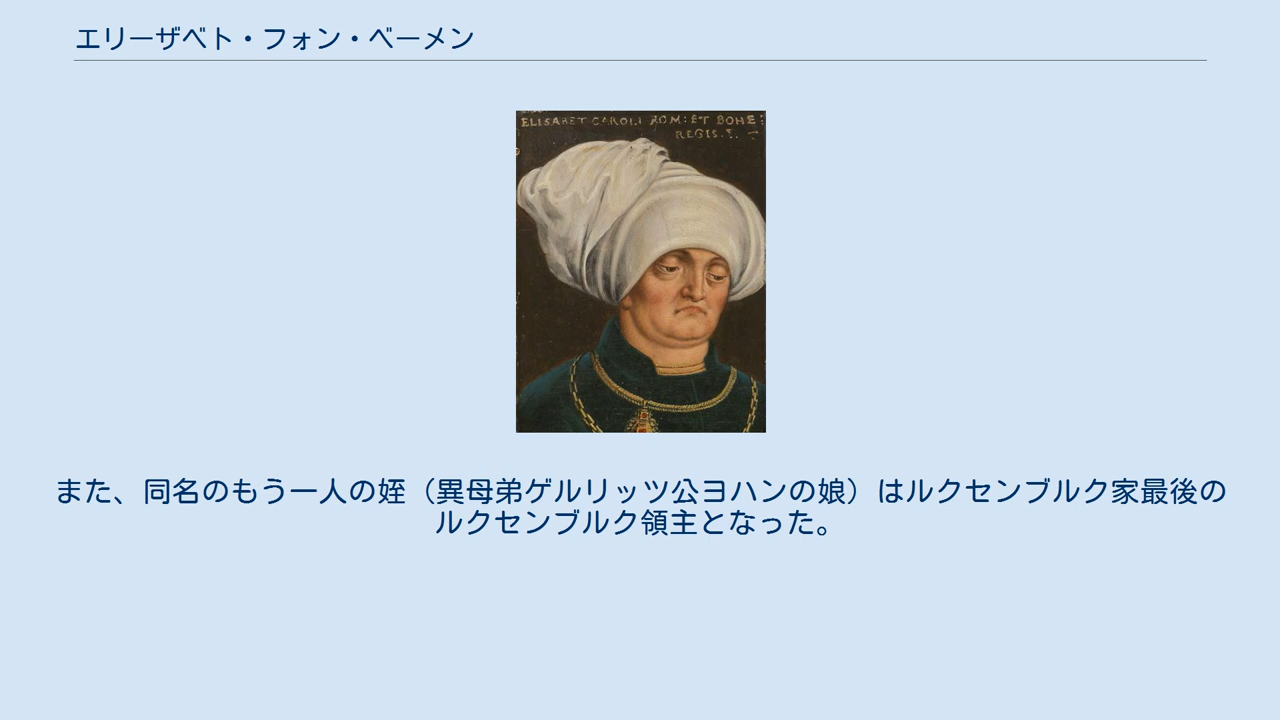 エリーザベト・フォン・ベーメン
ELISABET CAROLI ROM: ET BOHE:
REGIS.
また、同名のもう一人の姪（異母弟ゲルリッツ公ヨハンの娘）はルクセンブルク家最後の
ルクセンブルク領主となった。